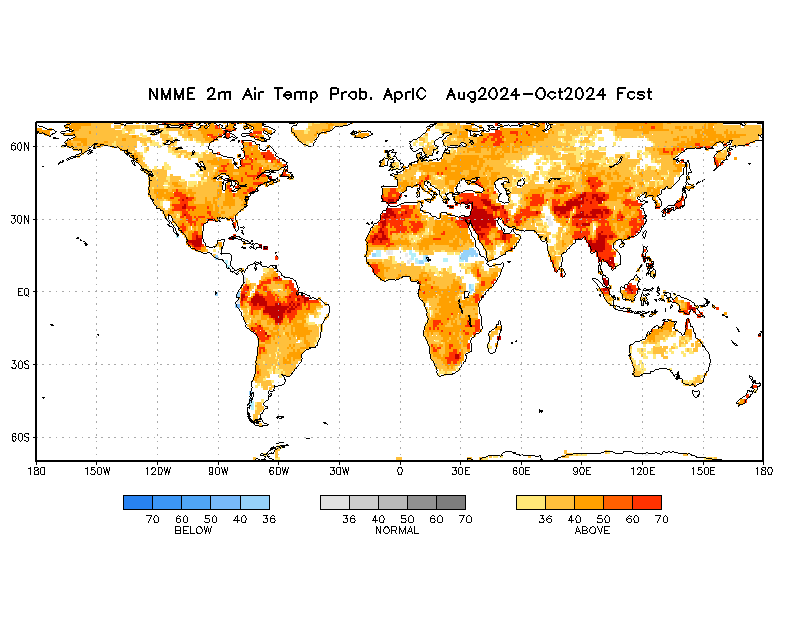 NMME 2m Air Temp Prob. AprIC  Aug2024-Oct2024 Fcst
60N
30N
EQ
30S
60S
180 150W 120W 90W 60W 30W 0 30E 60E 90E 120E 150E 180
70 60 50 40 36 36 40 50 60 70 36 40 50 60 70
BELOW NORMAL ABOVE